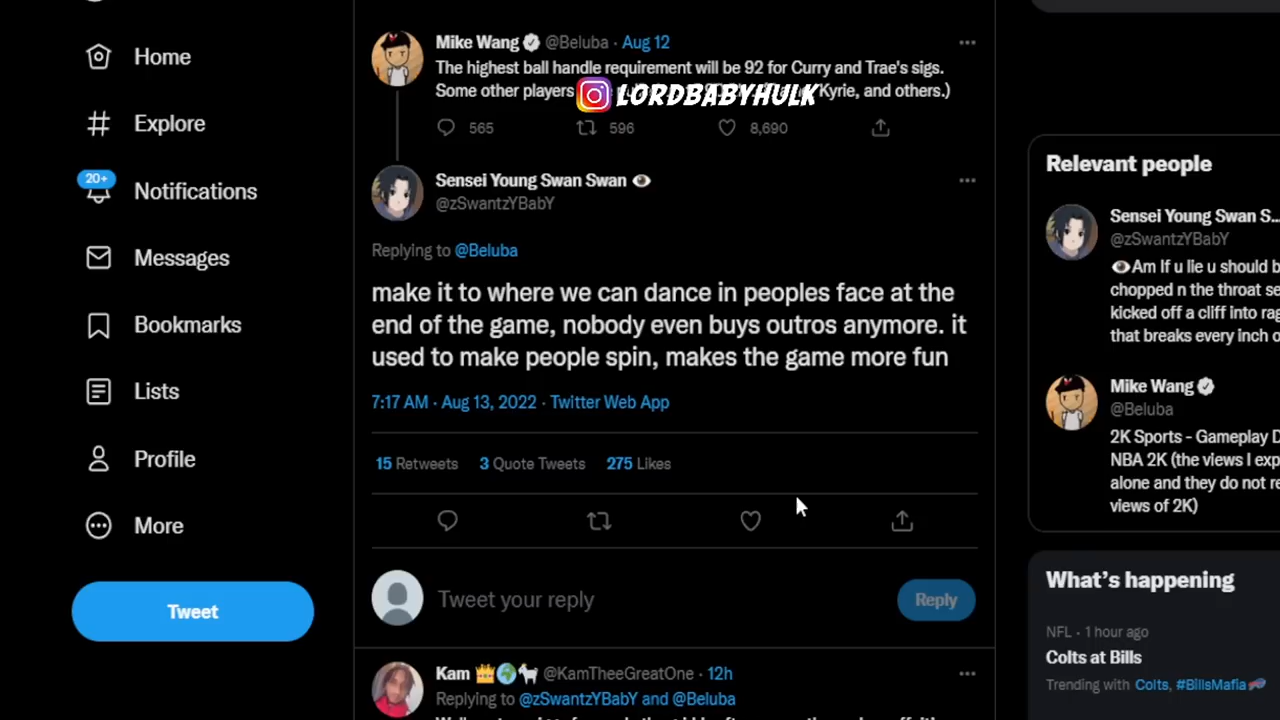 Home
Explore
20+
Notifications
Messages
Bookmarks
Lists
Profile
More
Tweet
Mike Wang @Beluba · Aug 12
The highest ball handle requirement will be 92 for Curry and Trae's sigs.
Some other players Kyrie, and others.)
LORDBABYHULK
565 596 8,690
Sensei Young Swan Swan
@zSwantzYBabY
Replying to @Beluba
make it to where we can dance in peoples face at the
end of the game, nobody even buys outros anymore. it
used to make people spin, makes the game more fun
7:17 AM · Aug 13, 2022 · Twitter Web App
15 Retweets 3 Quote Tweets 275 Likes
Tweet your reply
Reply
Kam @KamTheeGreatOne · 12h
Replying to @zSwantzYBabY and @Beluba
Relevant people
Sensei Young Swan S...
@zSwantzYBabY
Am If u lie u should b
chopped n the throat se
kicked off a cliff into rag
that breaks every inch o
Mike Wang
@Beluba
2K Sports - Gameplay D
NBA 2K (the views I exp
alone and they do not re
views of 2K)
What's happening
NFL · 1 hour ago
Colts at Bills
Trending with Colts, #BillsMafia